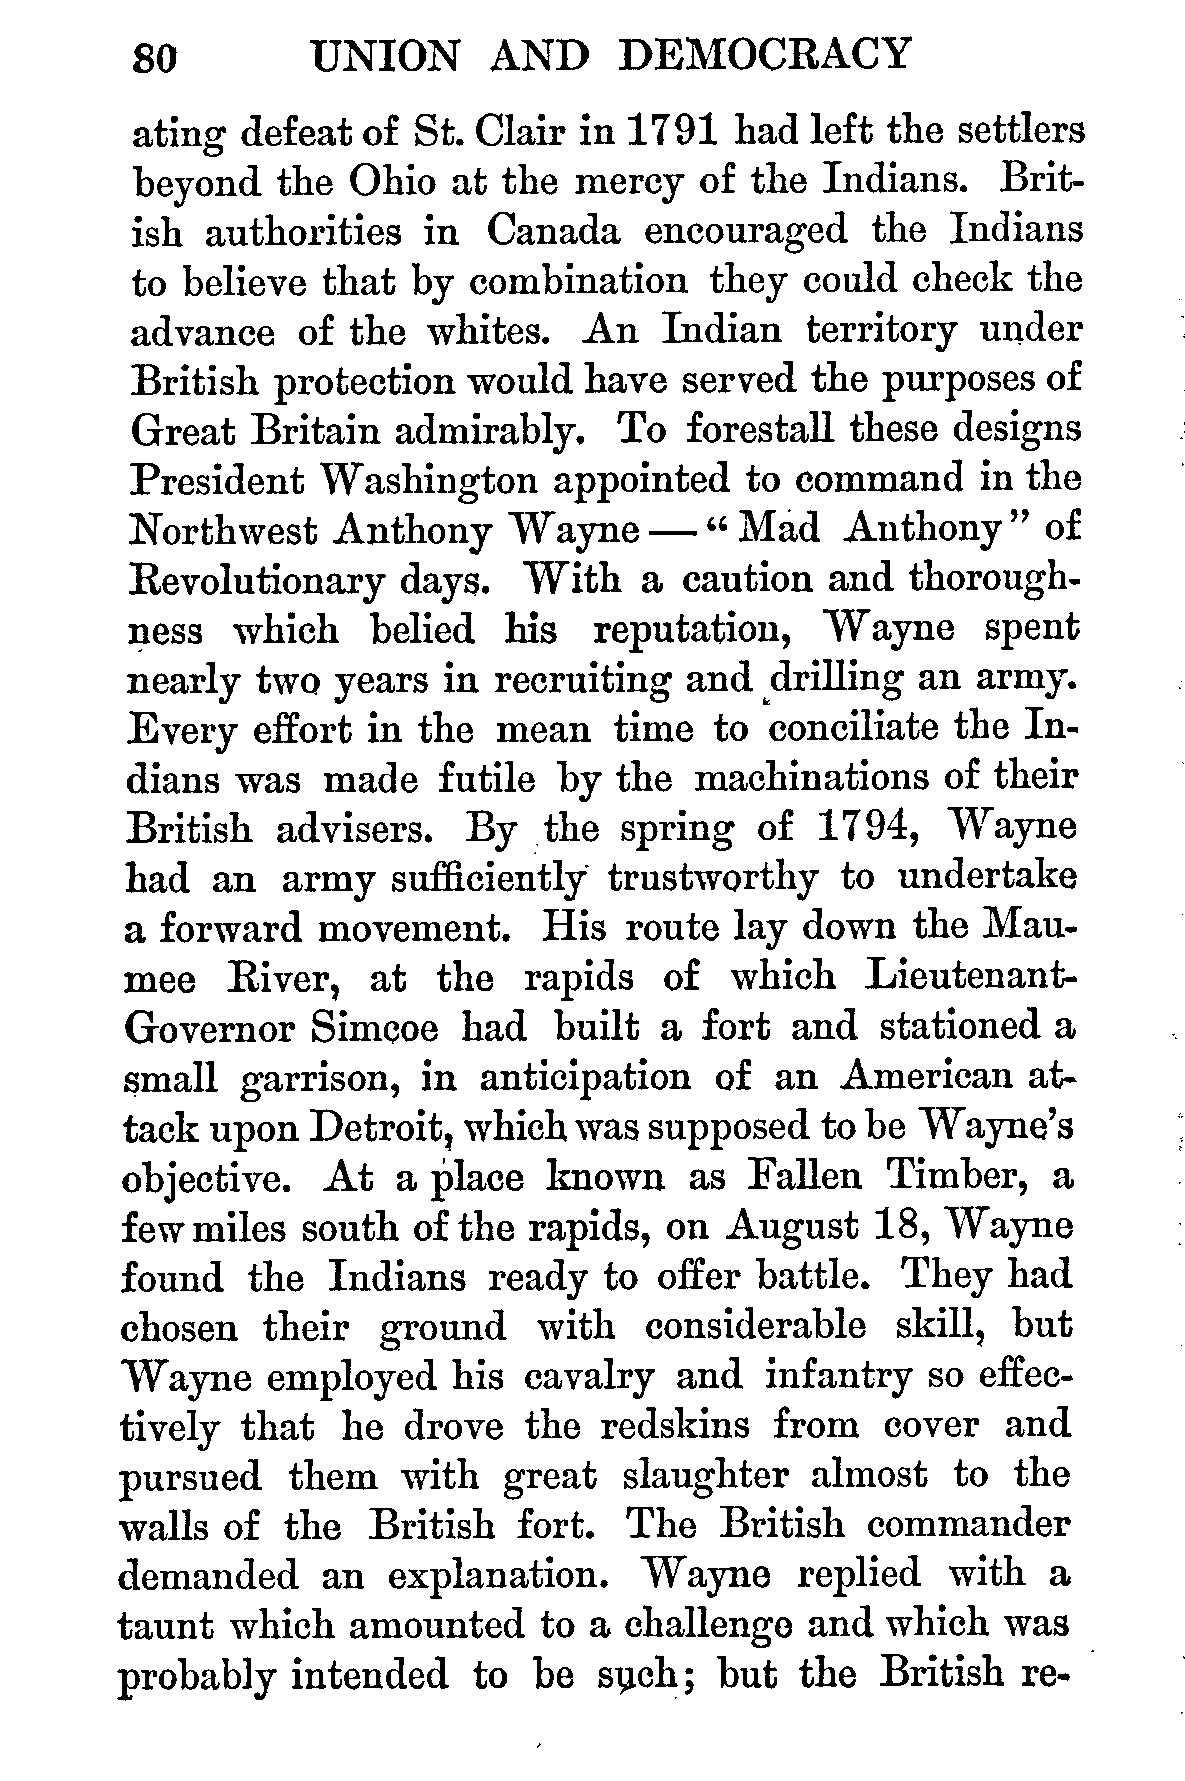 80 UNION AND DEMOCRACY
ating defeat of St. Clair in 1791 had left the settlers
beyond the Ohio at the mercy of the Indians. Brit-
ish authorities in Canada encouraged the Indians
to believe that by combination they could check the
advance of the whites. An Indian territory under
British protection would have served the purposes of
Great Britain admirably. To forestall these designs
President Washington appointed to command in the
Northwest Anthony Wayne — “ Mad Anthony ” of
Revolutionary days. With a caution and thorough-
ness which belied his reputation, Wayne spent
nearly two years in recruiting and drilling an army.
Every effort in the mean time to conciliate the In-
dians was made futile by the machinations of their
British advisers. By the spring of 1794, Wayne
had an army sufficiently trustworthy to undertake
a forward movement. His route lay down the Mau-
mee River, at the rapids of which Lieutenant-
Governor Simcoe had built a fort and stationed a
small garrison, in anticipation of an American at-
tack upon Detroit, which was supposed to be Wayne’s
objective. At a place known as Fallen Timber, a
few miles south of the rapids, on August 18, Wayne
found the Indians ready to offer battle. They had
chosen their ground with considerable skill, but
Wayne employed his cavalry and infantry so effec-
tively that he drove the redskins from cover and
pursued them with great slaughter almost to the
walls of the British fort. The British commander
demanded an explanation. Wayne replied with a
taunt which amounted to a challenge and which was
probably intended to be such; but the British re-